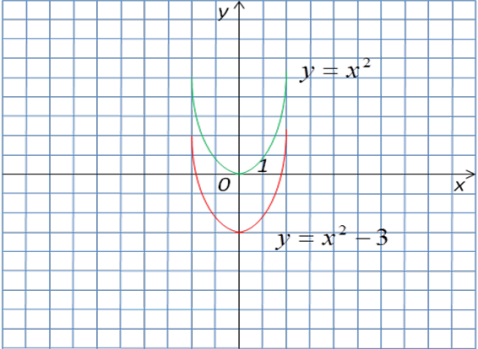 y
y = x²
1
0
x
y = x² − 3